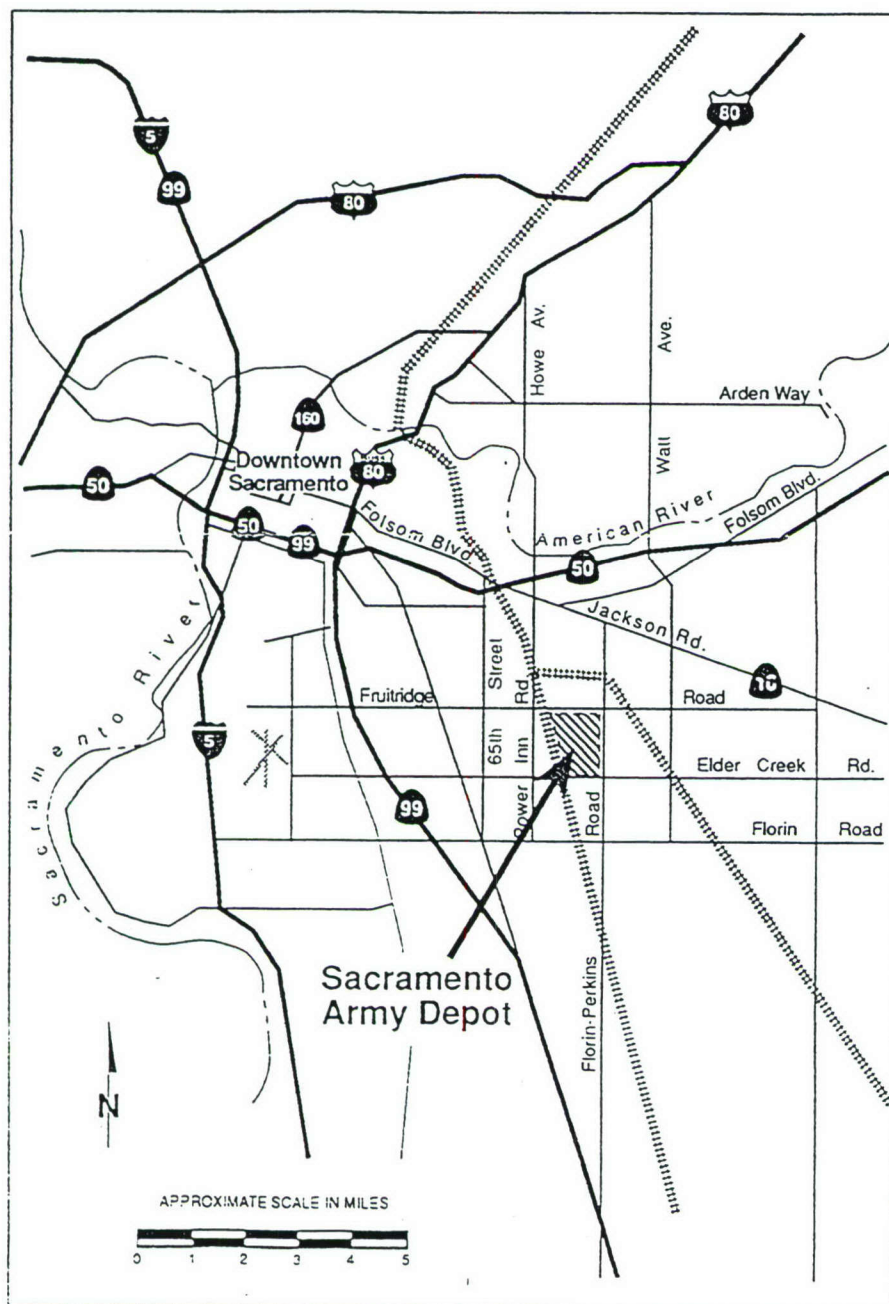 5
99
80
80
160
Howe Av.
Wall Ave.
Arden Way
Downtown
Sacramento
80
50
50
99
Folsom Blvd.
American River
Folsom Blvd.
50
Jackson Rd.
16
Sacramento River
Fruitridge Road
65th Street
Power Inn Rd
5
Elder Creek Rd.
99
Florin Road
Florin-Perkins Road
Sacramento
Army Depot
N
APPROXIMATE SCALE IN MILES
0 1 2 3 4 5